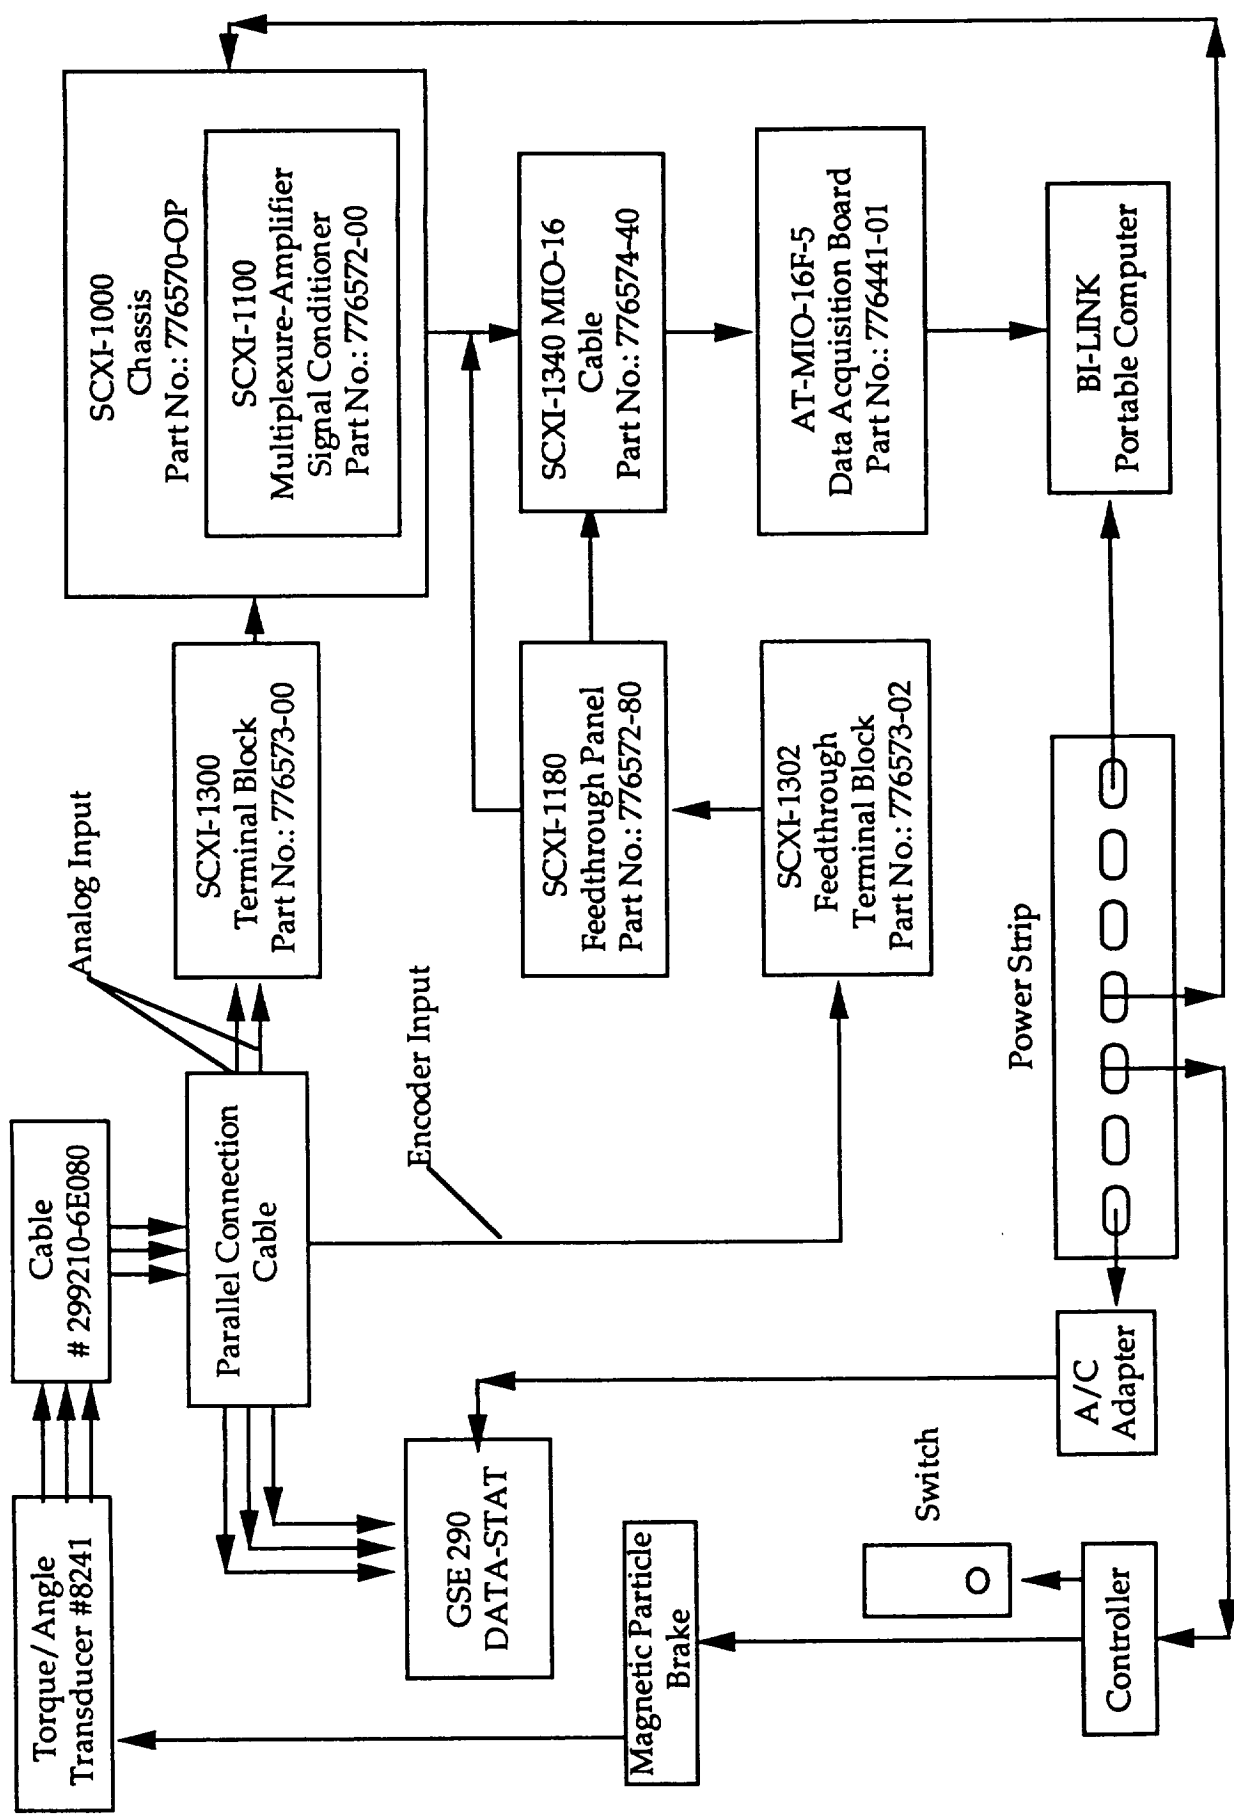 Torque/Angle
Transducer #8241
Cable
# 299210-6E080
Parallel Connection
Cable
Analog Input
SCXI-1300
Terminal Block
Part No.: 776573-00
SCXI-1000
Chassis
Part No.: 776570-OP
SCXI-1100
Multiplexure-Amplifier
Signal Conditioner
Part No.: 776572-00
GSE 290
DATA-STAT
Encoder Input
SCXI-1180
Feedthrough Panel
Part No.: 776572-80
SCXI-1340 MIO-16
Cable
Part No.: 776574-40
Magnetic Particle
Brake
SCXI-1302
Feedthrough
Terminal Block
Part No.: 776573-02
AT-MIO-16F-5
Data Acquisition Board
Part No.: 776441-01
Switch
Power Strip
Controller
A/C
Adapter
BI-LINK
Portable Computer